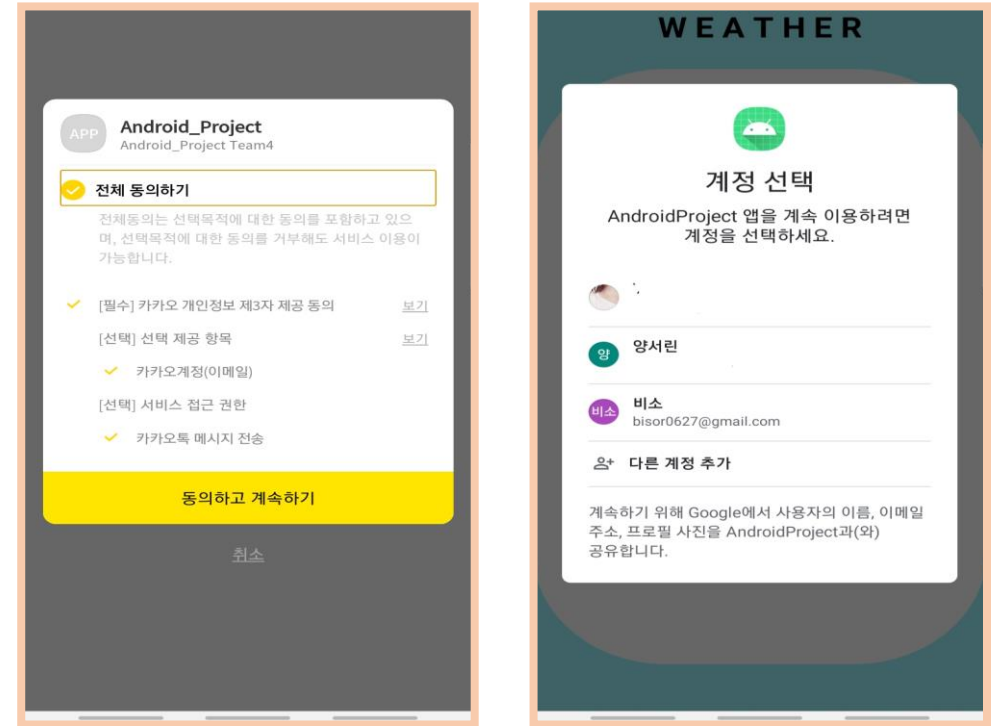 APP
Android_Project
Android_Project Team4
전체 동의하기
전체동의는 선택목적에 대한 동의를 포함하고 있으
며, 선택목적에 대한 동의를 거부해도 서비스 이용이
가능합니다.
[필수] 카카오 개인정보 제3자 제공 동의 보기
[선택] 선택 제공 항목 보기
카카오계정(이메일)
[선택] 서비스 접근 권한
카카오톡 메시지 전송
동의하고 계속하기
취소
WEATHER
계정 선택
AndroidProject 앱을 계속 이용하려면
계정을 선택하세요.
양 양서린
비소 비소
bisor0627@gmail.com
다른 계정 추가
계속하기 위해 Google에서 사용자의 이름, 이메일
주소, 프로필 사진을 AndroidProject과(와)
공유합니다.